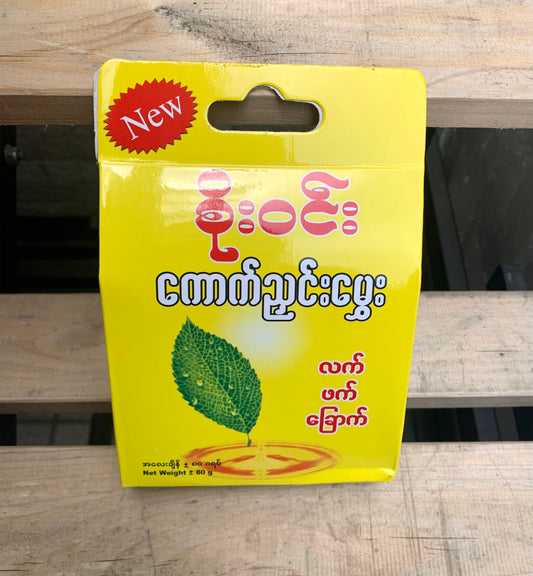 New
စိုးဝင်း
ကောက်ညှင်းမွှေး
လက်
ဖက်
ခြောက်
အလေးချိန် ± ၈၀ ဂရမ်
Net Weight ± 80 g